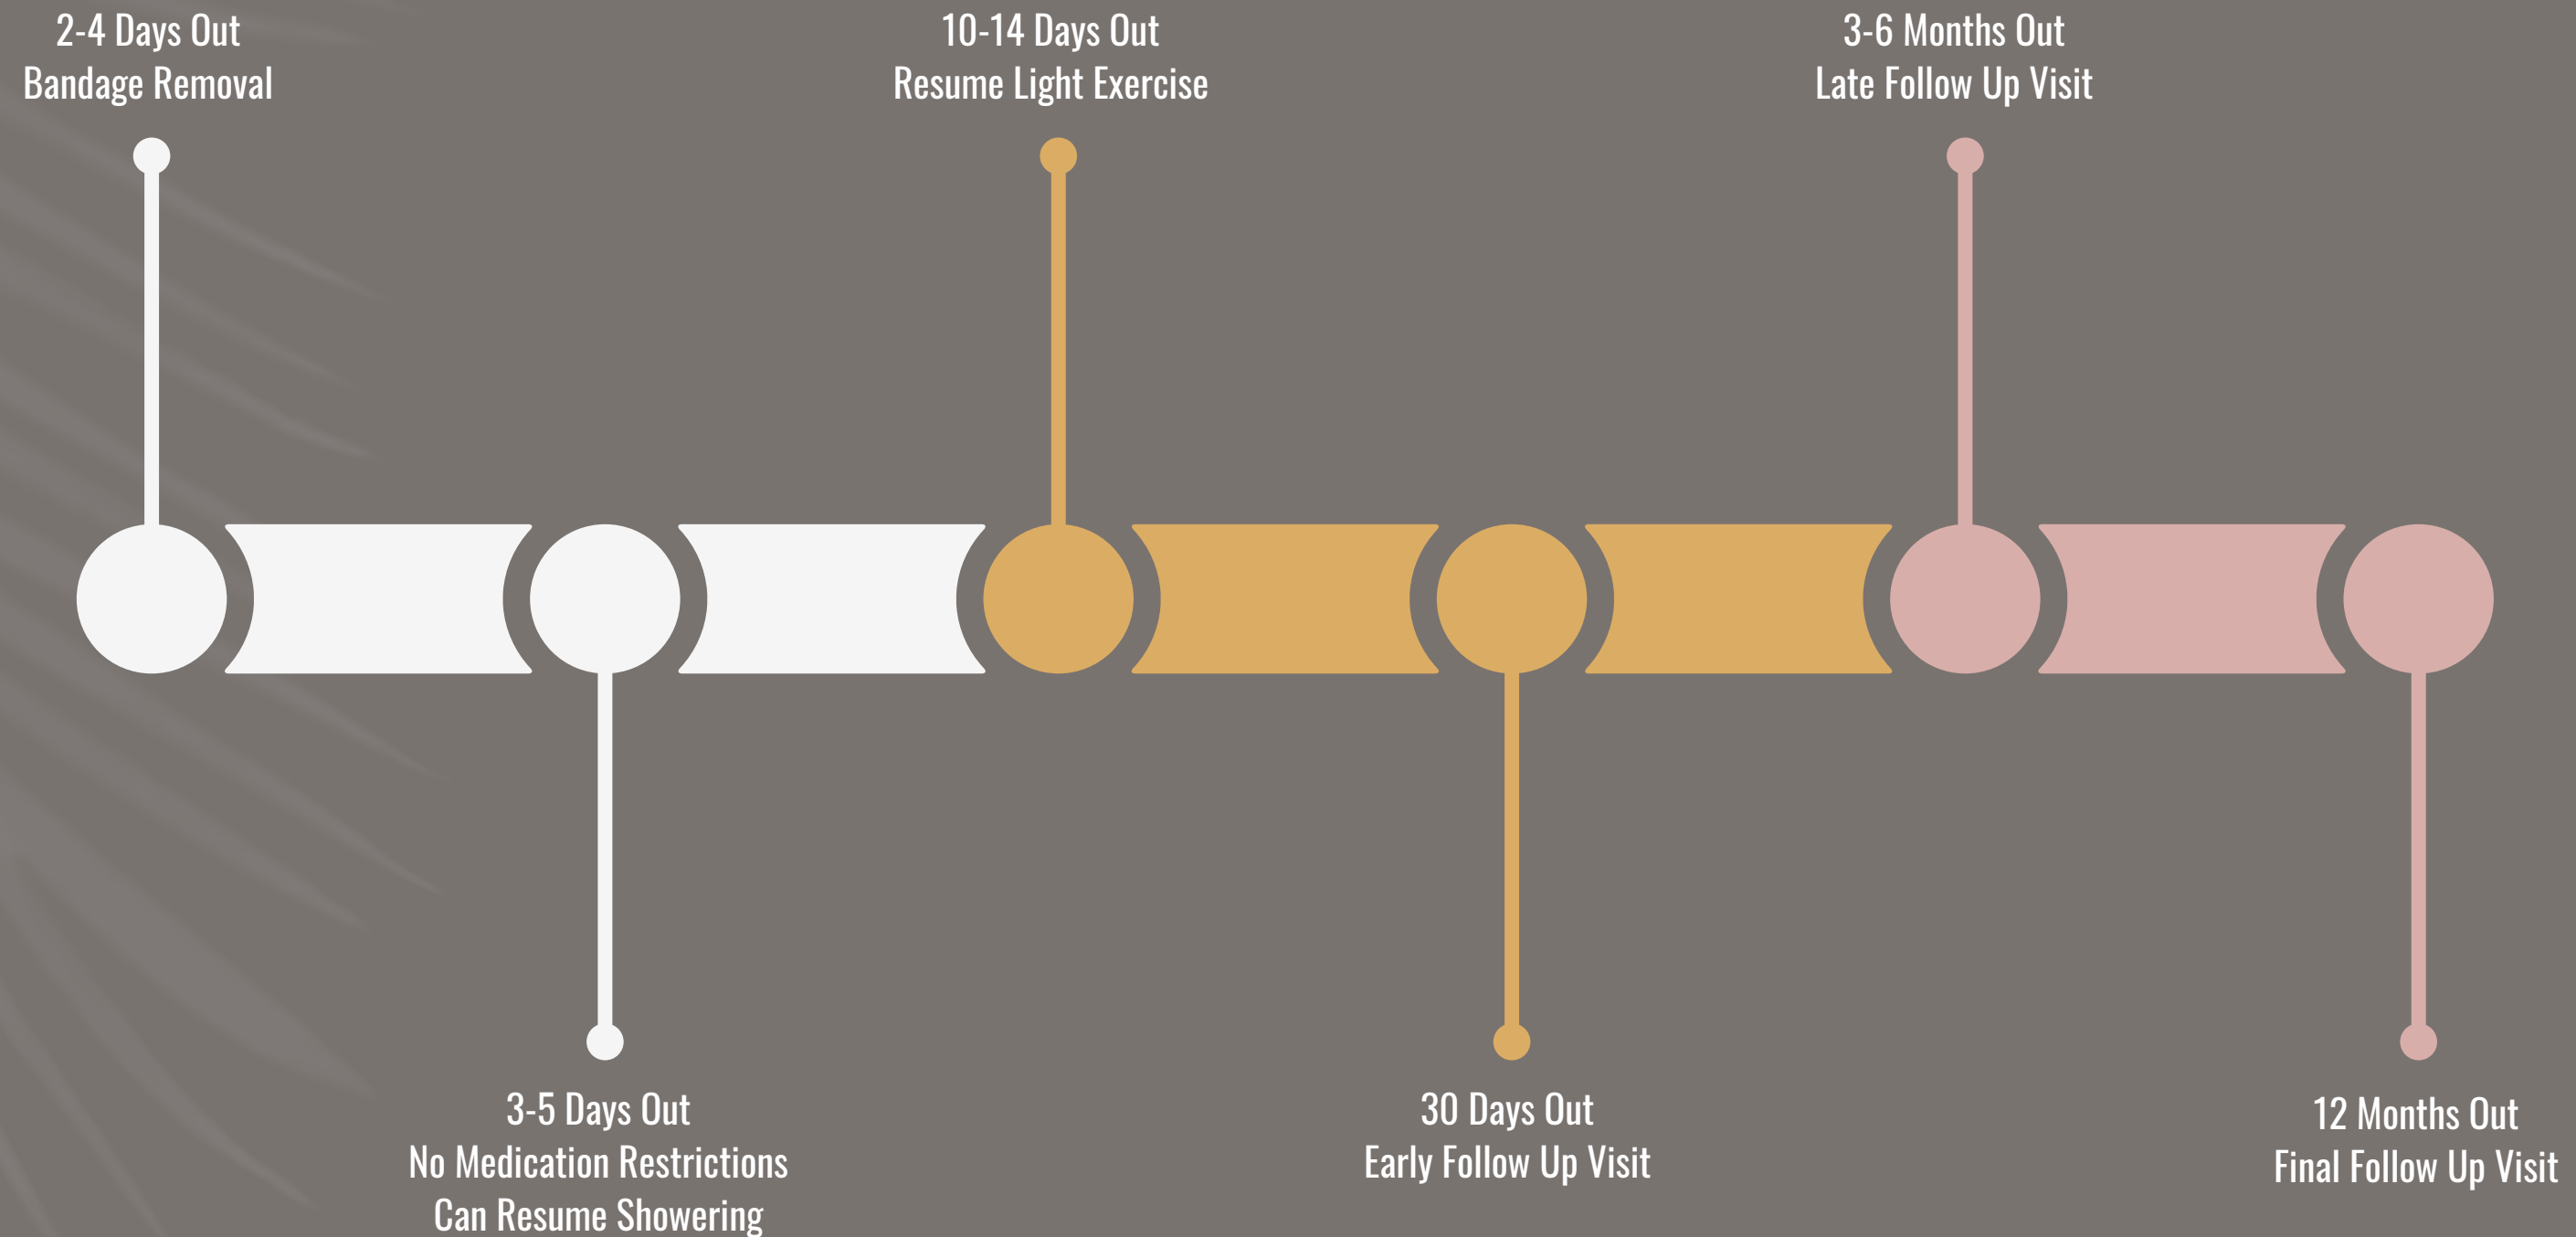 2-4 Days Out
Bandage Removal
10-14 Days Out
Resume Light Exercise
3-6 Months Out
Late Follow Up Visit
3-5 Days Out
No Medication Restrictions
Can Resume Showering
30 Days Out
Early Follow Up Visit
12 Months Out
Final Follow Up Visit